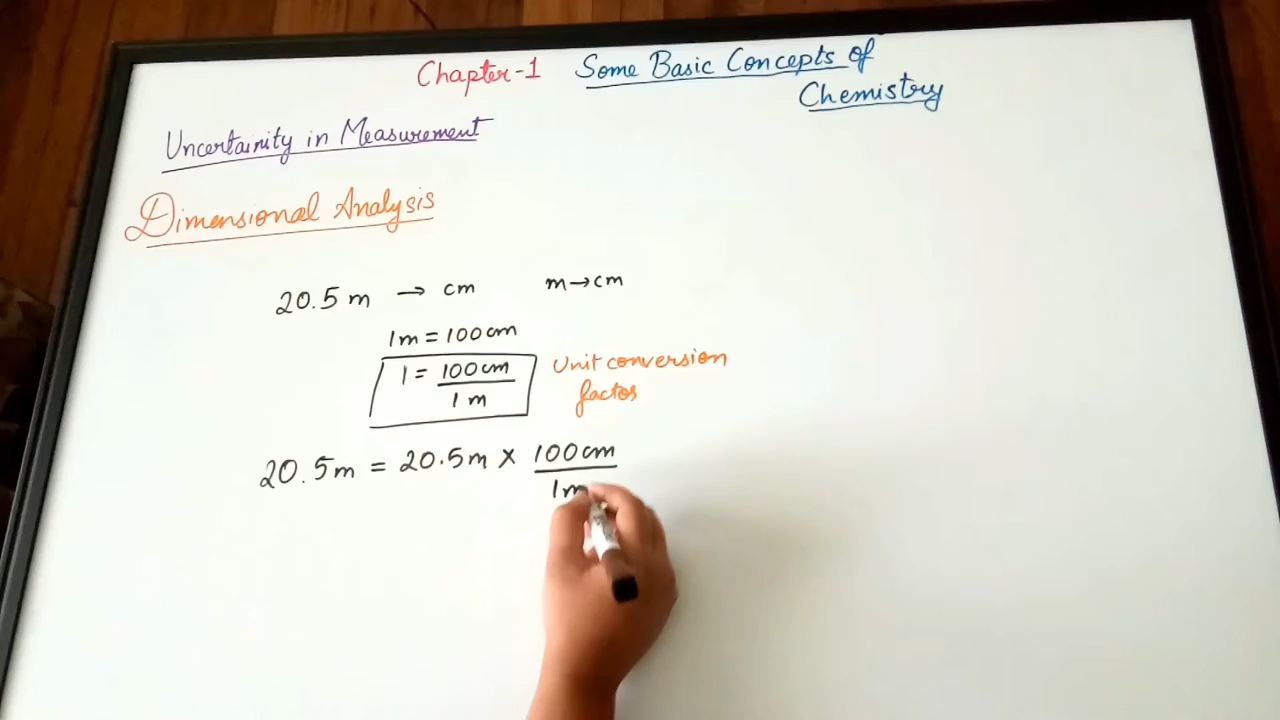 Chapter-1 Some Basic Concepts of
Chemistry
Uncertainity in Measurement
Dimensional Analysis
20.5 m → cm m→cm
1m = 100cm
1 = 100cm
1 m
Unit conversion
factor
20.5m = 20.5m × 100cm
1m